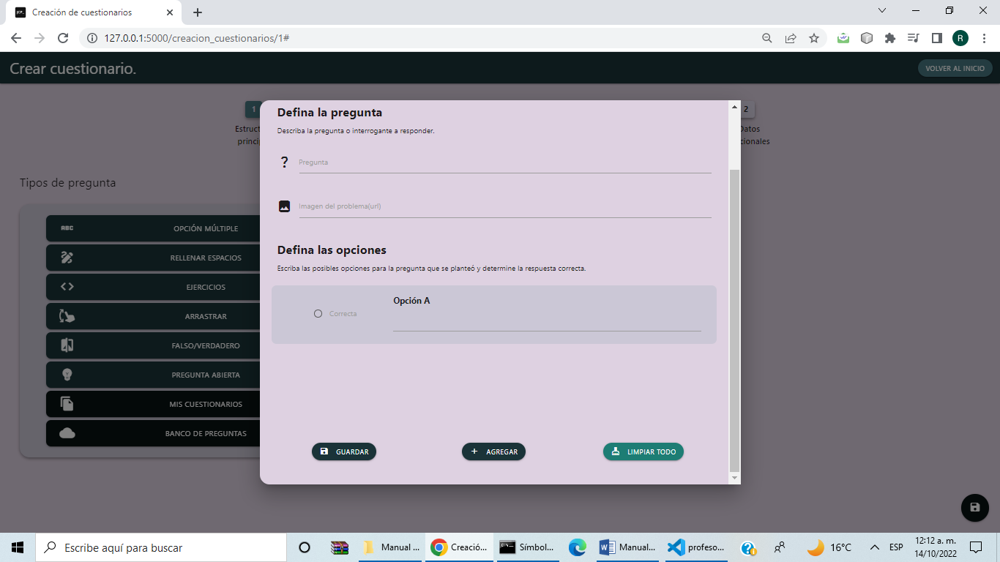 Creación de cuestionarios
127.0.0.1:5000/creacion_cuestionarios/1#
R
Crear cuestionario.
VOLVER AL INICIO
1
2
Estruct
princi
Datos
cionales
Tipos de pregunta
ABC
OPCIÓN MÚLTIPLE
RELLENAR ESPACIOS
EJERCICIOS
ARRASTRAR
FALSO/VERDADERO
PREGUNTA ABIERTA
MIS CUESTIONARIOS
BANCO DE PREGUNTAS
Defina la pregunta
Describa la pregunta o interrogante a responder.
? Pregunta
Imagen del problema(url)
Defina las opciones
Escriba las posibles opciones para la pregunta que se planteó y determine la respuesta correcta.
Opción A
Correcta
GUARDAR
+ AGREGAR
LIMPIAR TODO
Escribe aquí para buscar
Manual ...
Creació...
Símbol...
Manual...
profeso...
16°C
ESP
12:12 a. m.
14/10/2022